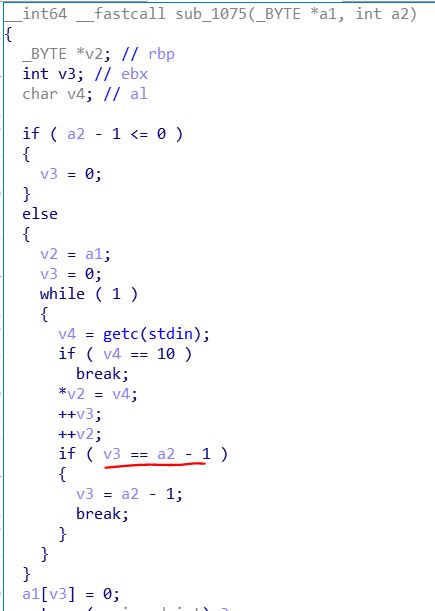 __int64 __fastcall sub_1075(_BYTE *a1, int a2)
{
_BYTE *v2; // rbp
int v3; // ebx
char v4; // al
if ( a2 - 1 <= 0 )
{
v3 = 0;
}
else
{
v2 = a1;
v3 = 0;
while ( 1 )
{
v4 = getc(stdin);
if ( v4 == 10 )
break;
*v2 = v4;
++v3;
++v2;
if ( v3 == a2 - 1 )
{
v3 = a2 - 1;
break;
}
}
}
a1[v3] = 0;